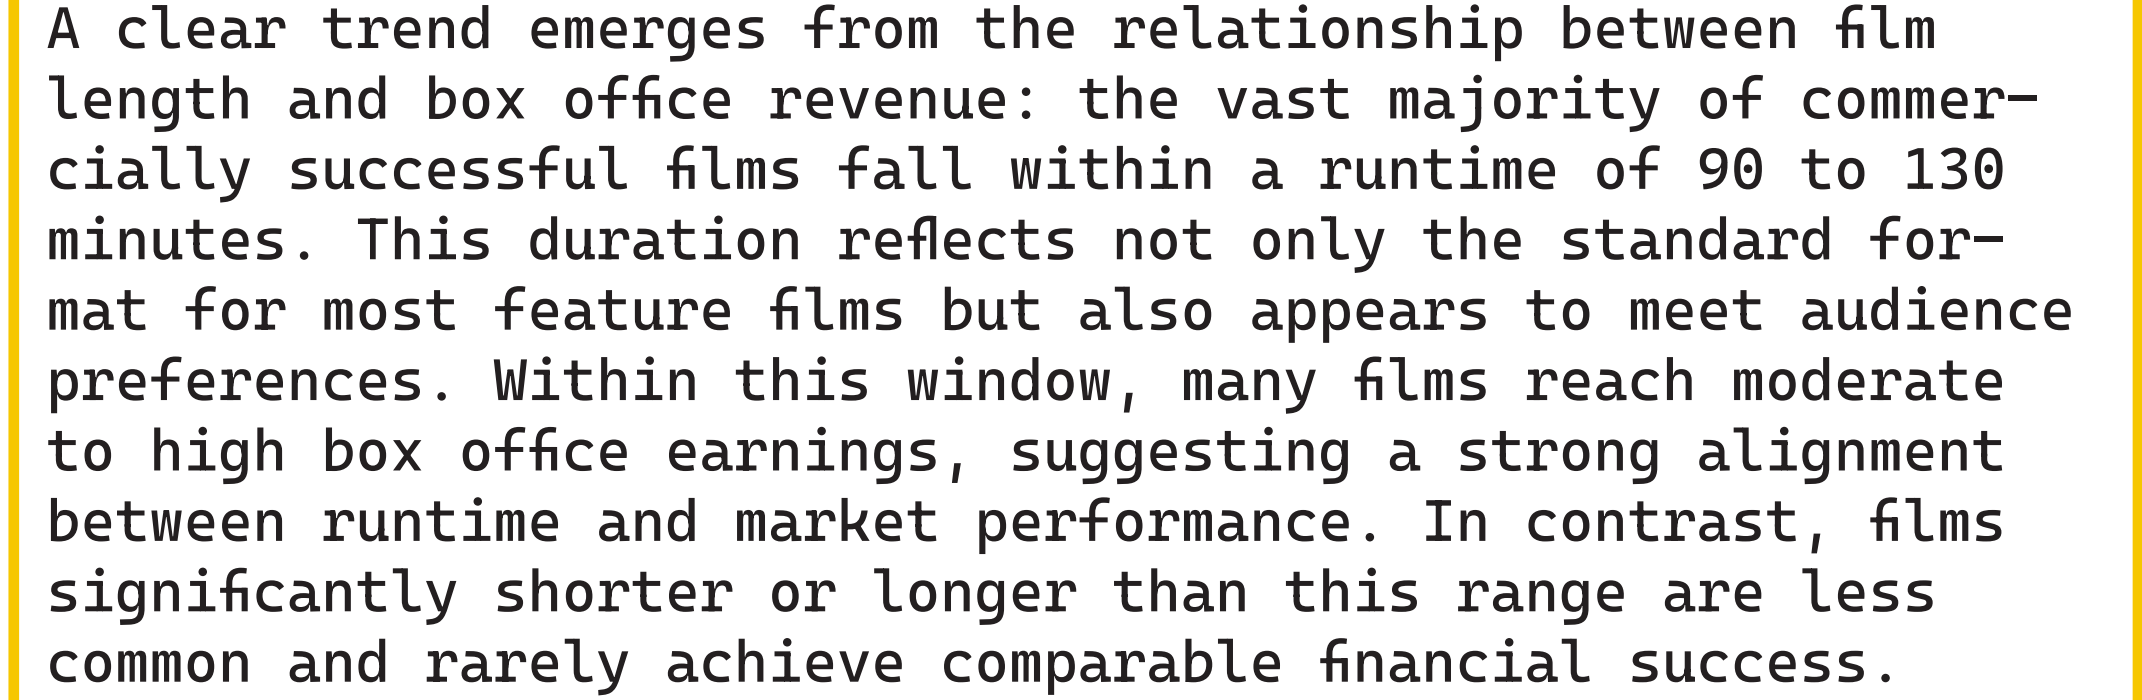 A clear trend emerges from the relationship between film
length and box office revenue: the vast majority of commer-
cially successful films fall within a runtime of 90 to 130
minutes. This duration reflects not only the standard for-
mat for most feature films but also appears to meet audience
preferences. Within this window, many films reach moderate
to high box office earnings, suggesting a strong alignment
between runtime and market performance. In contrast, films
significantly shorter or longer than this range are less
common and rarely achieve comparable financial success.